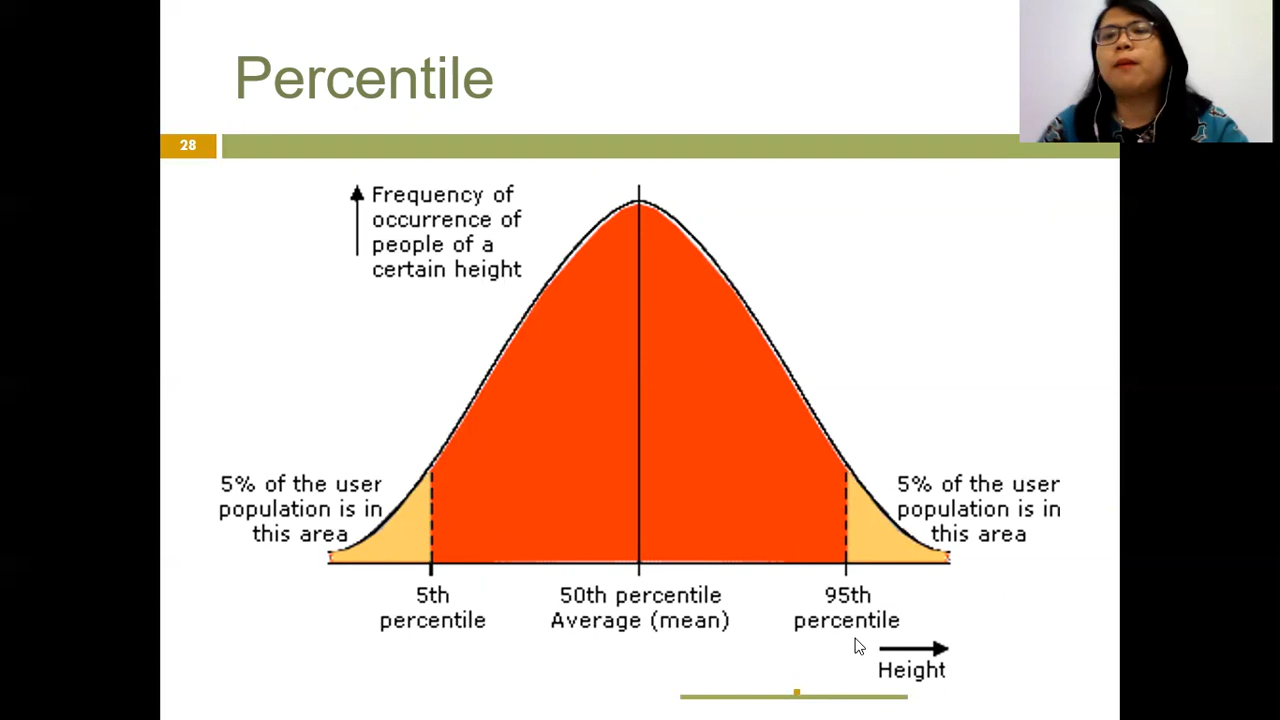 Percentile
28
Frequency of
occurrence of
people of a
certain height
5% of the user
population is in
this area
5% of the user
population is in
this area
5th
percentile
50th percentile
Average (mean)
95th
percentile
Height